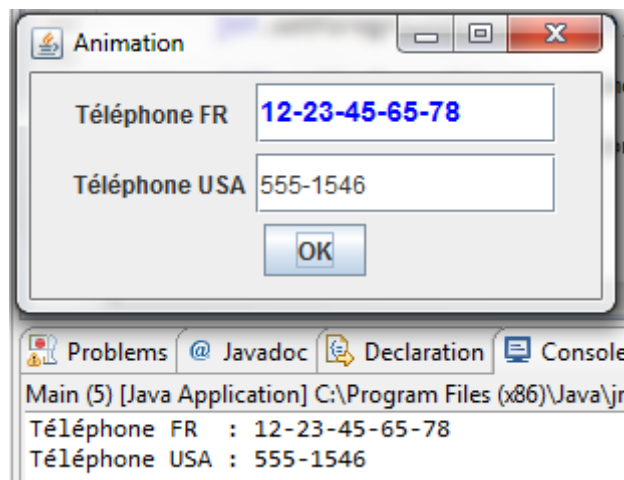 Animation
Téléphone FR 12-23-45-65-78
Téléphone USA 555-1546
OK
Problems @ Javadoc Declaration Console
Main (5) [Java Application] C:\Program Files (x86)\Java\jr
Téléphone FR  : 12-23-45-65-78
Téléphone USA : 555-1546